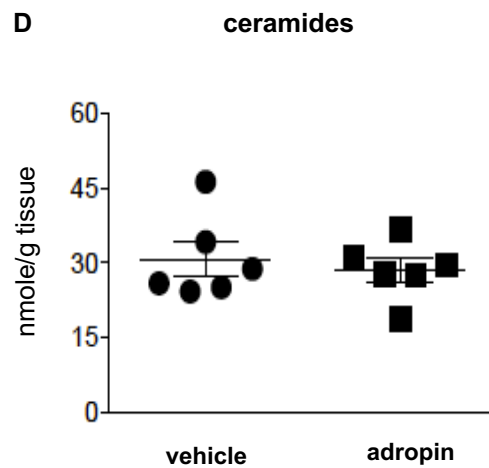 D
ceramides
nmole/g tissue
60
45
30
15
0
vehicle
adropin